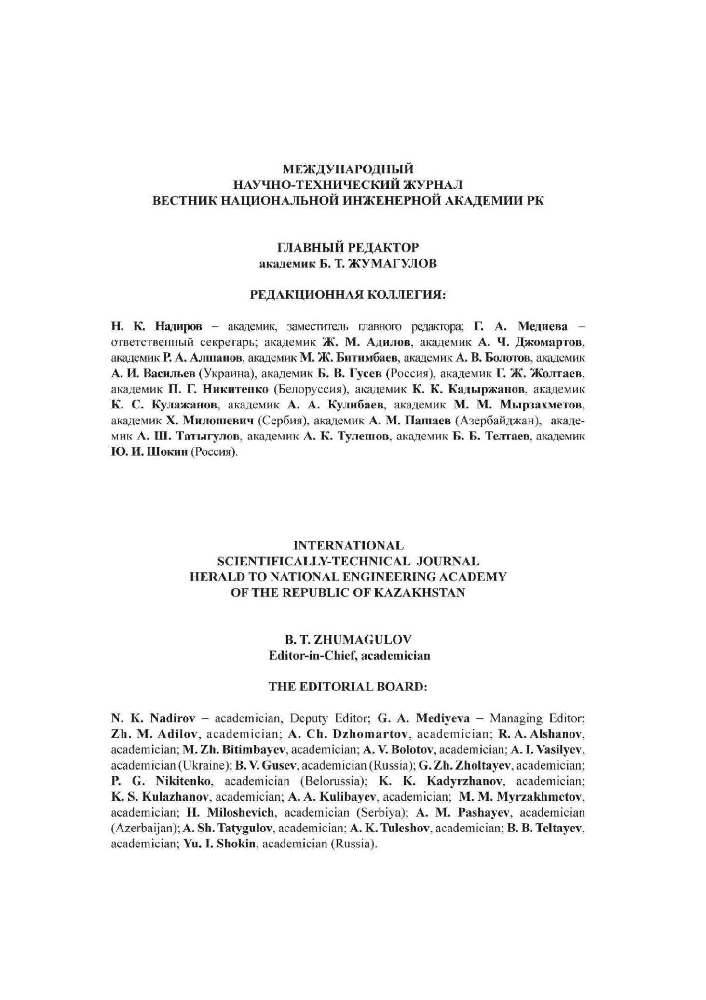 МЕЖДУНАРОДНЫЙ
НАУЧНО-ТЕХНИЧЕСКИЙ ЖУРНАЛ
ВЕСТНИК НАЦИОНАЛЬНОЙ ИНЖЕНЕРНОЙ АКАДЕМИИ РК
ГЛАВНЫЙ РЕДАКТОР
академик Б. Т. ЖУМАГУЛОВ
РЕДАКЦИОННАЯ КОЛЛЕГИЯ:
Н. К. Надиров – академик, заместитель главного редактора; Г. А. Медиева –
ответственный секретарь; академик Ж. М. Адилов, академик А. Ч. Джомартов,
академик Р. А. Алшанов, академик М. Ж. Битимбаев, академик А. В. Болотов, академик
А. И. Васильев (Украина), академик Б. В. Гусев (Россия), академик Г. Ж. Жолтаев,
академик П. Г. Никитенко (Белоруссия), академик К. К. Кадыржанов, академик
К. С. Кулажанов, академик А. А. Кулибаев, академик М. М. Мырзахметов,
академик Х. Милошевич (Сербия), академик А. М. Пашаев (Азербайджан), акаде-
мик А. Ш. Татыгулов, академик А. К. Тулешов, академик Б. Б. Телтаев, академик
Ю. И. Шокин (Россия).
INTERNATIONAL
SCIENTIFICALLY-TECHNICAL JOURNAL
HERALD TO NATIONAL ENGINEERING ACADEMY
OF THE REPUBLIC OF KAZAKHSTAN
B. T. ZHUMAGULOV
Editor-in-Chief, academician
THE EDITORIAL BOARD:
N. K. Nadirov – academician, Deputy Editor; G. A. Mediyeva – Managing Editor;
Zh. M. Adilov, academician; A. Ch. Dzhomartov, academician; R. A. Alshanov,
academician; M. Zh. Bitimbayev, academician; A. V. Bolotov, academician; A. I. Vasilyev,
academician (Ukraine); B. V. Gusev, academician (Russia); G. Zh. Zholtayev, academician;
P. G. Nikitenko, academician (Belorussia); K. K. Kadyrzhanov, academician;
K. S. Kulazhanov, academician; A. A. Kulibayev, academician; M. M. Myrzakhmetov,
academician; H. Miloshevich, academician (Serbiya); A. M. Pashayev, academician
(Azerbaijan); A. Sh. Tatygulov, academician; A. K. Tuleshov, academician; B. B. Teltayev,
academician; Yu. I. Shokin, academician (Russia).